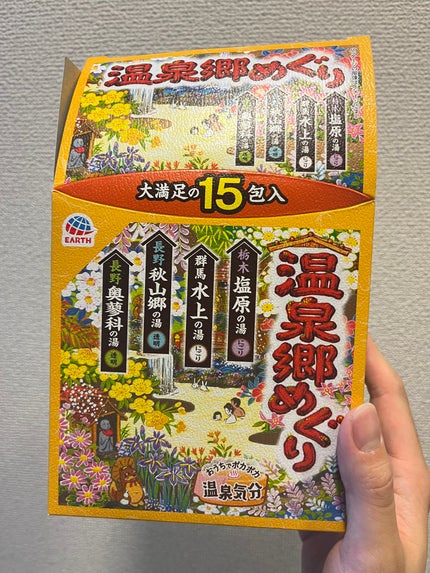 温泉郷めぐり
塩原の湯
水上の湯
大満足の15包入
EARTH
栃木 塩原の湯 にごり
群馬 水上の湯 にごり
長野 秋山郷の湯 透明
長野 奥蓼科の湯 透明
温泉郷めぐり
おうちでポカポカ
温泉気分